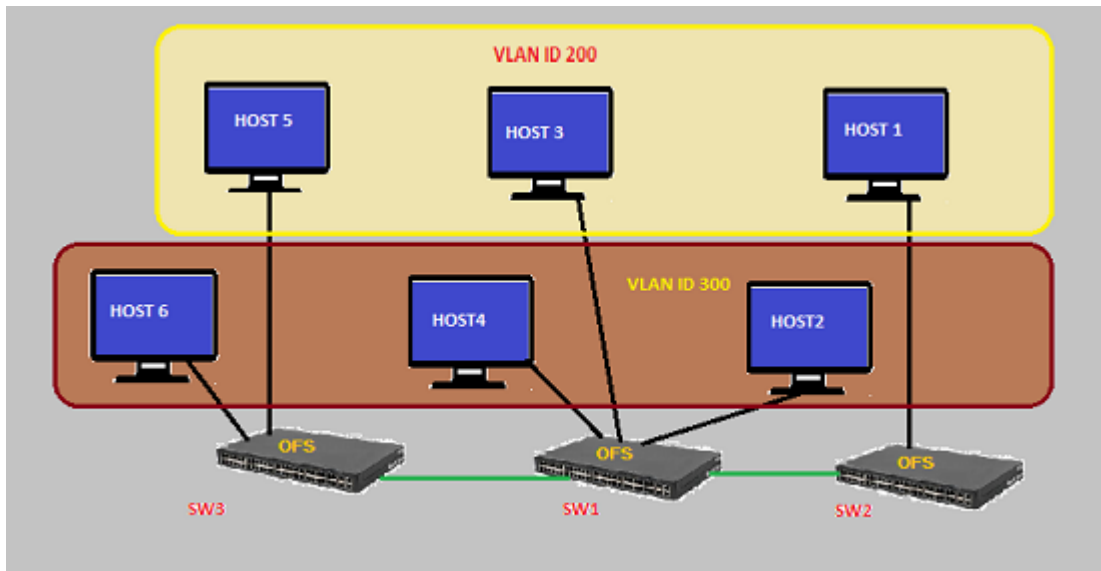 VLAN ID 200
HOST 5
HOST 3
HOST 1
VLAN ID 300
HOST 6
HOST4
HOST2
OFS
OFS
OFS
SW3
SW1
SW2